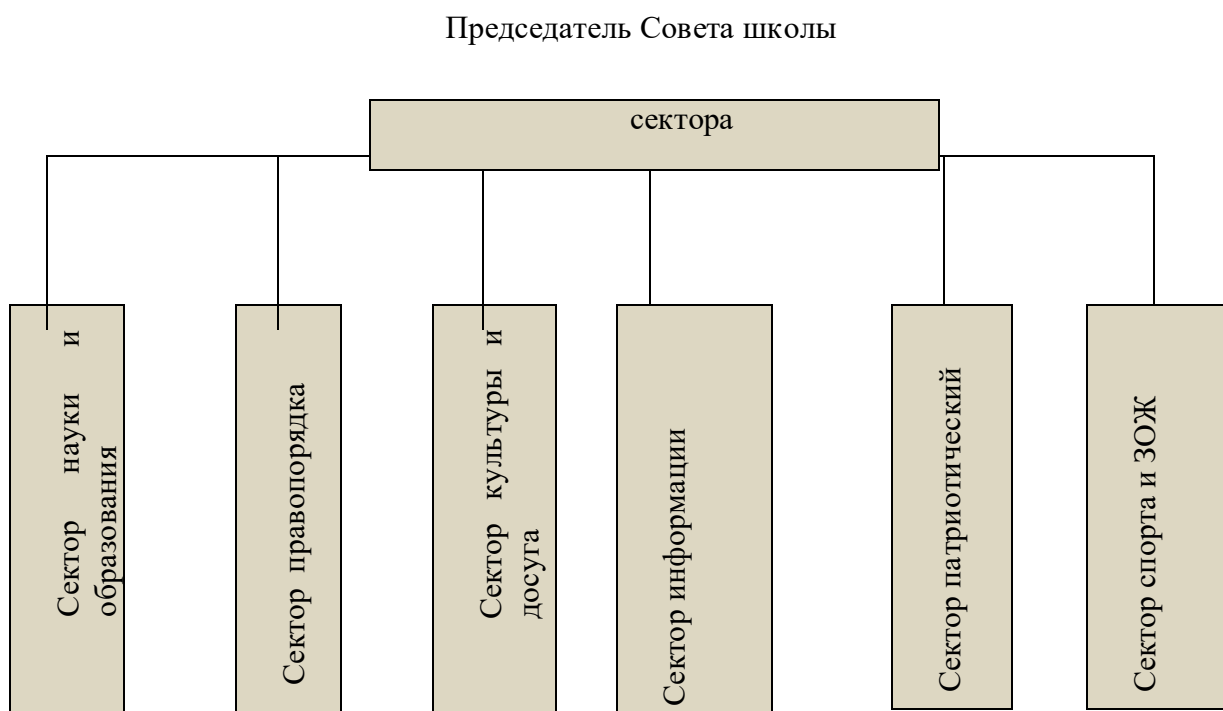 Председатель Совета школы
сектора
Сектор науки и
образования
Сектор правопорядка
Сектор культуры и
досуга
Сектор информации
Сектор патриотический
Сектор спорта и ЗОЖ